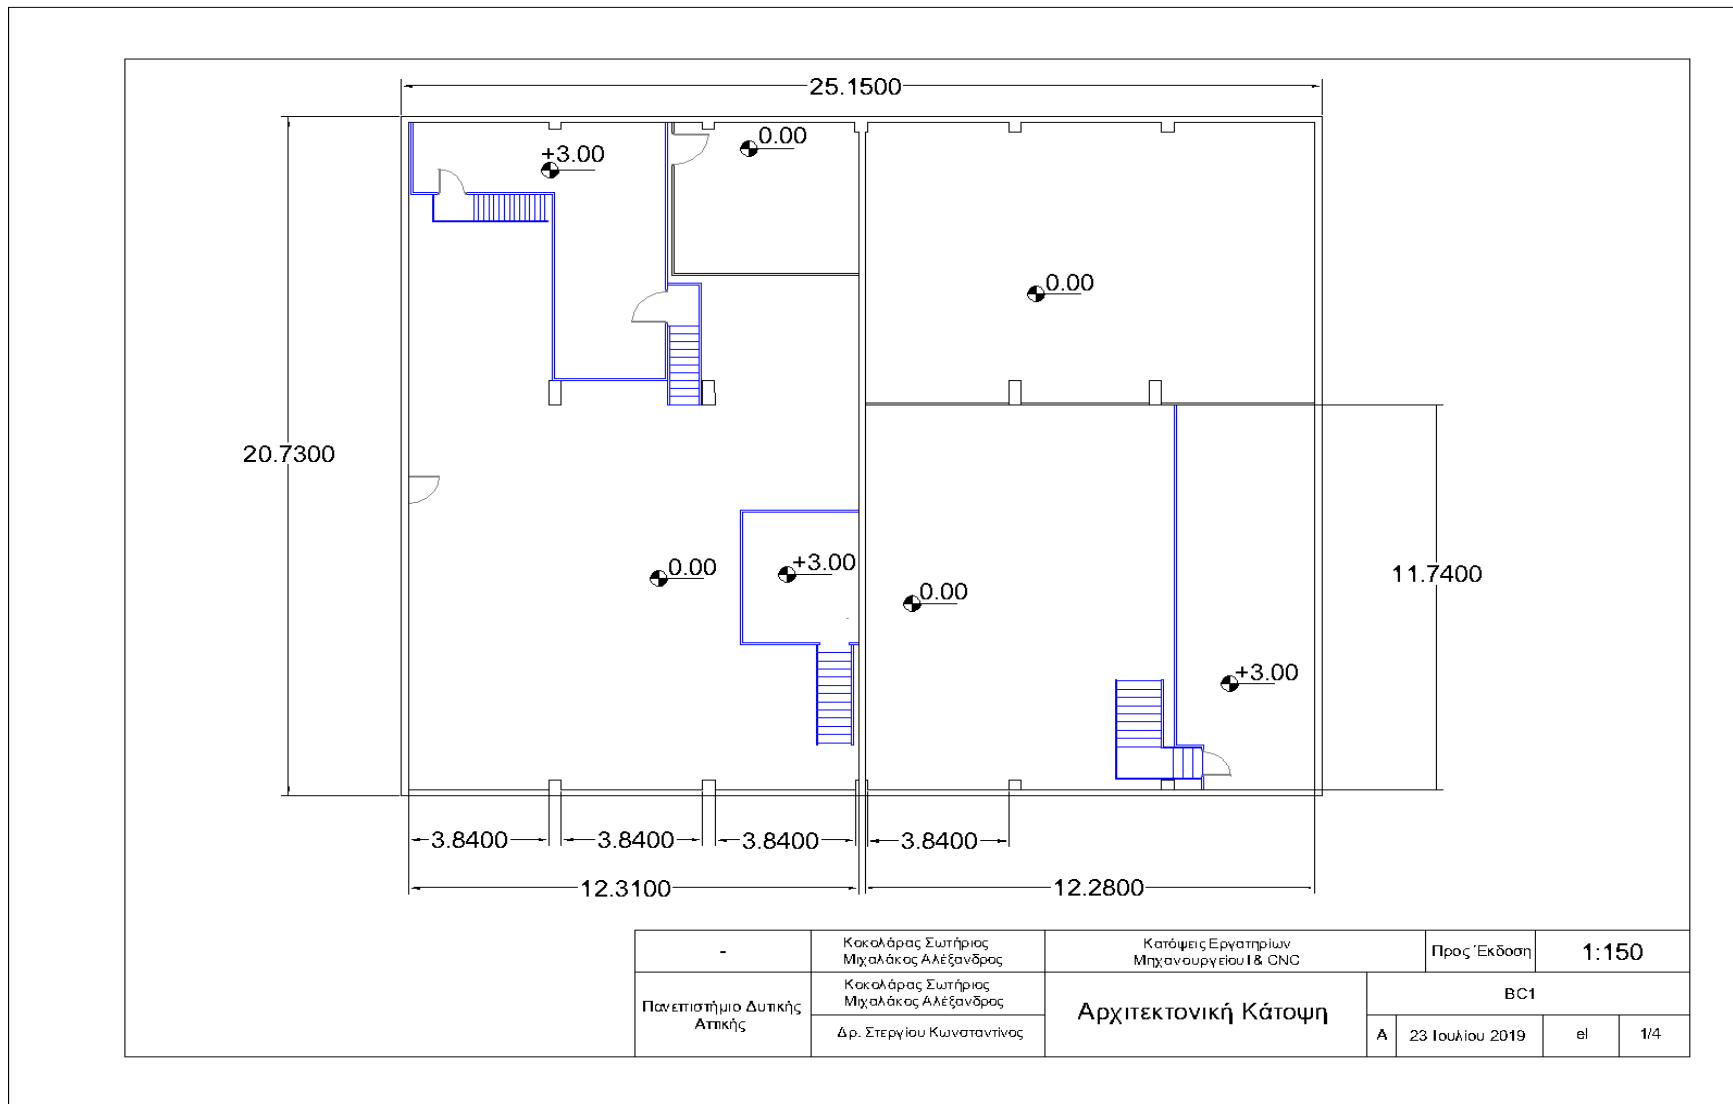 25.1500
0.00
+3.00
0.00
20.7300
0.00
+3.00
0.00
11.7400
+3.00
3.8400
3.8400
3.8400
3.8400
12.3100
12.2800
-
Κοκολάρας Σωτήριος
Μιχαλάκος Αλέξανδρος
Κατόψεις Εργατηρίων
Μηχανουργείου Ι & CNC
Προς Έκδοση
1:150
Πανεπιστήμιο Δυτικής
Αττικής
Κοκολάρας Σωτήριος
Μιχαλάκος Αλέξανδρος
Δρ. Στεργίου Κωνσταντίνος
Αρχιτεκτονική Κάτοψη
BC1
A
23 Ιουλίου 2019
el
1/4